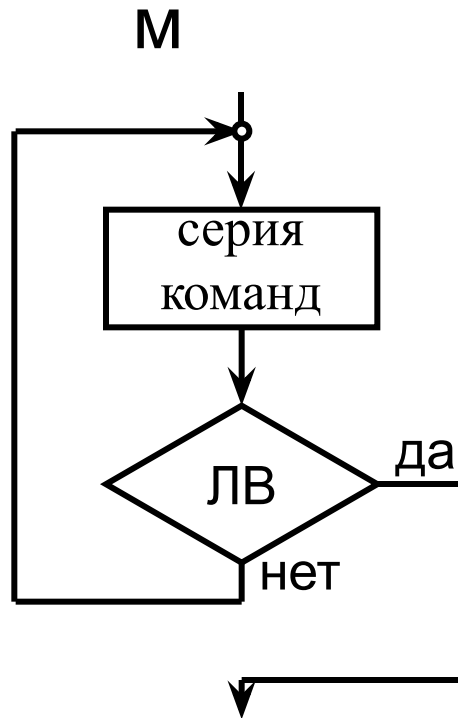 м
серия
команд
ЛВ
да
нет